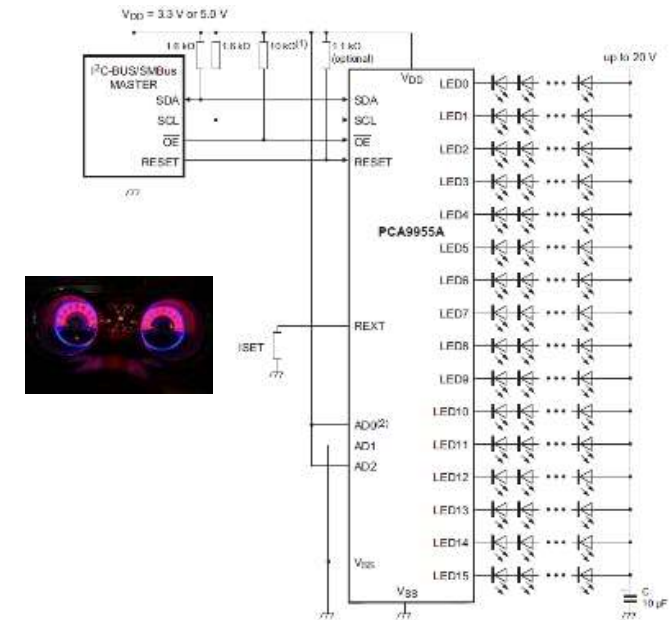 VDD = 3.3 V or 5.0 V
1.6 kΩ
1.6 kΩ
10 kΩ(1)
1.1 kΩ
(optional)
up to 20 V
I²C-BUS/SMBus
MASTER
SDA
SCL
OE
RESET
VDD
SDA
SCL
OE
RESET
PCA9955A
REXT
ISET
AD0(2)
AD1
AD2
VSS
VSS
LED0
LED1
LED2
LED3
LED4
LED5
LED6
LED7
LED8
LED9
LED10
LED11
LED12
LED13
LED14
LED15
C
10 µF